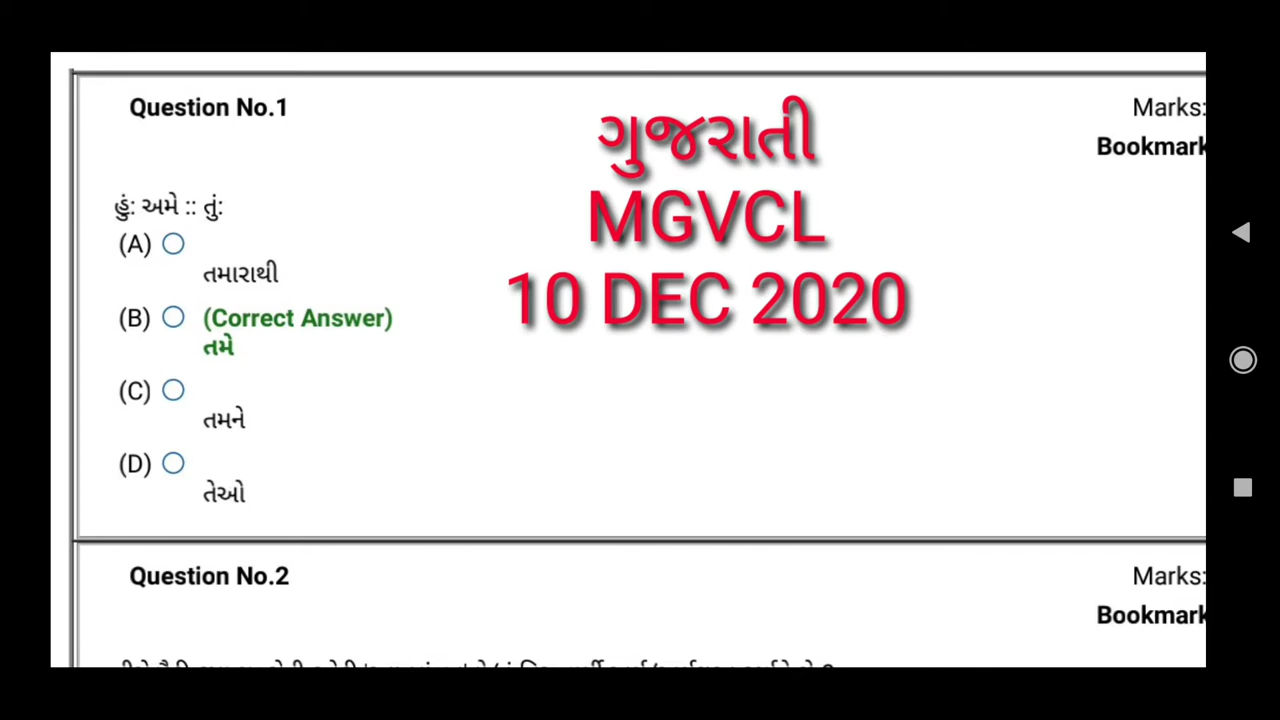 Question No.1
Marks:
Bookmark
ગુજરાતી
MGVCL
10 DEC 2020
હું: અમે :: તું:
(A)
તમારાથી
(B) (Correct Answer)
તમે
(C)
તમને
(D)
તેઓ
Question No.2
Marks:
Bookmark